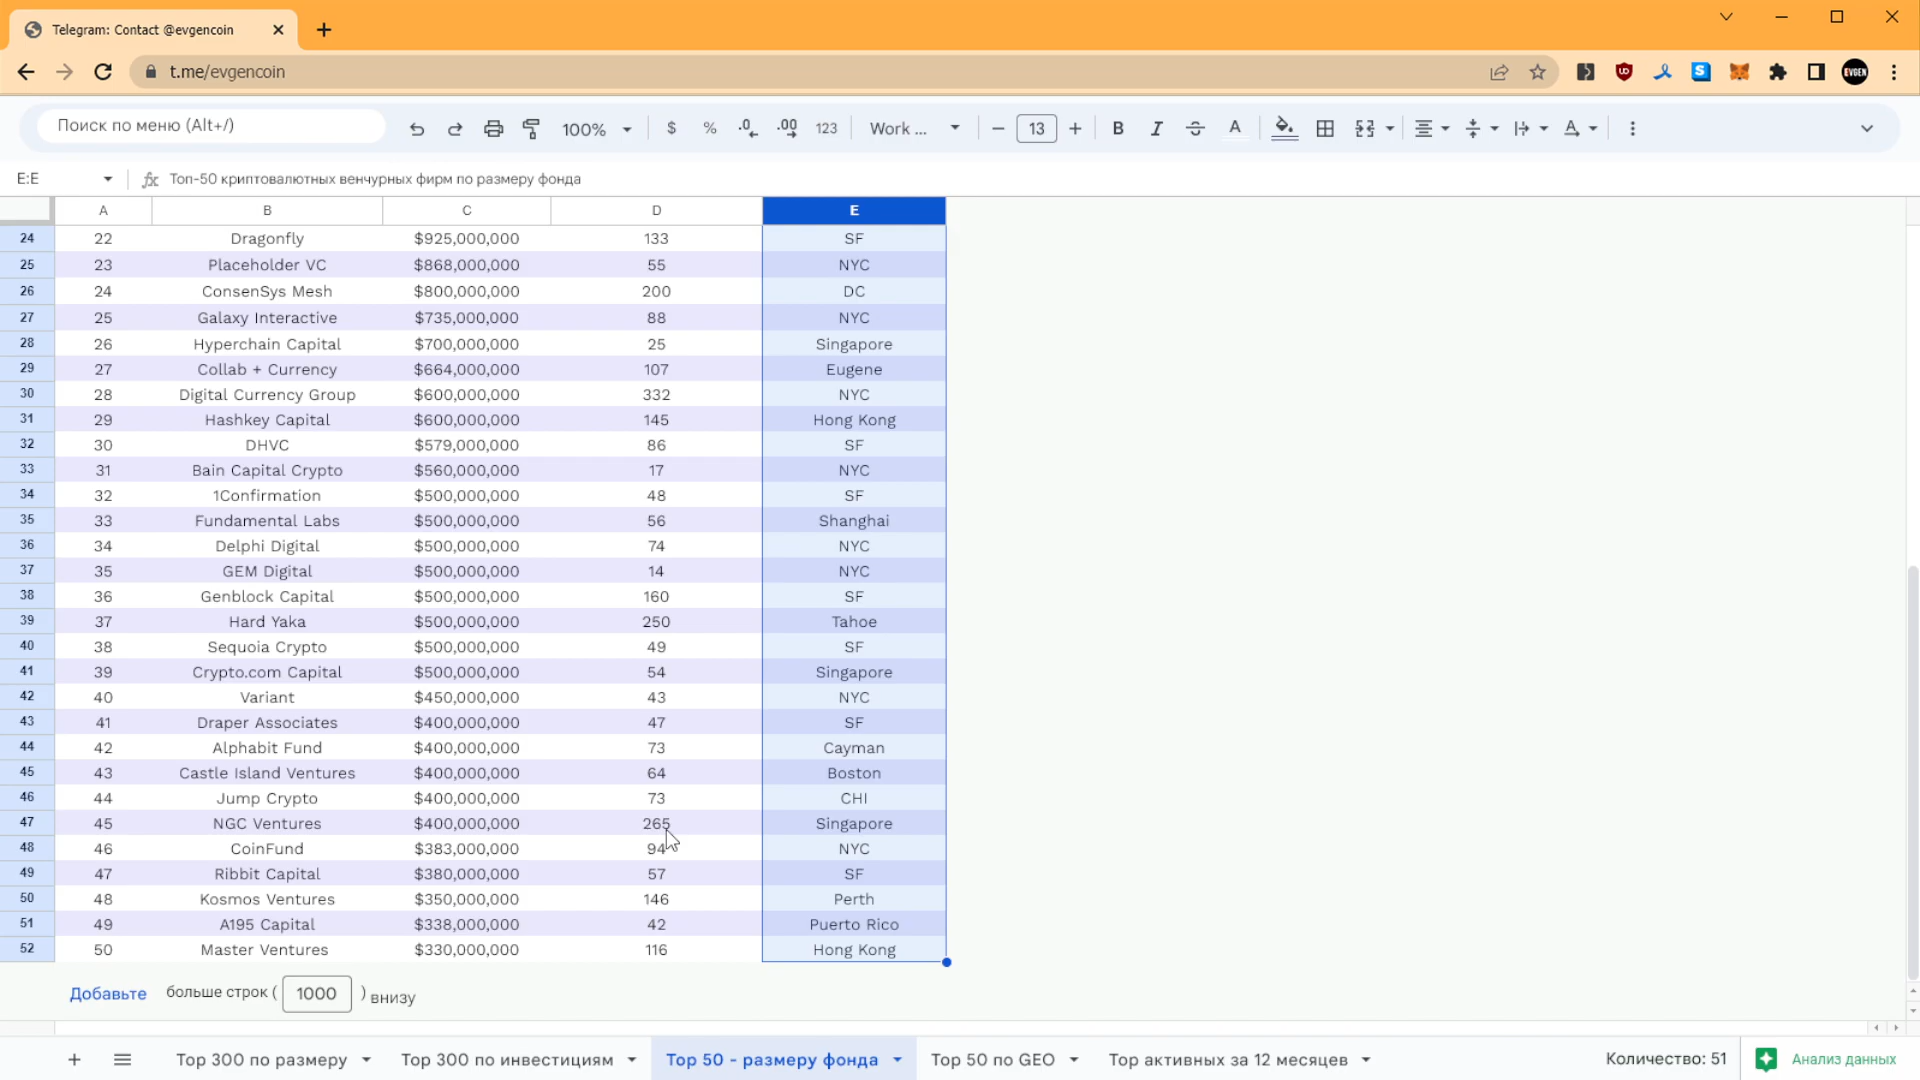 Telegram: Contact @evgencoin
t.me/evgencoin
EVGEN
Поиск по меню (Alt+/)
100%
$ % .0 .00 123
Work ...
13
B I A A
E:E
fx Топ-50 криптовалютных венчурных фирм по размеру фонда
A B C D E
24 22 Dragonfly $925,000,000 133 SF
25 23 Placeholder VC $868,000,000 55 NYC
26 24 ConsenSys Mesh $800,000,000 200 DC
27 25 Galaxy Interactive $735,000,000 88 NYC
28 26 Hyperchain Capital $700,000,000 25 Singapore
29 27 Collab + Currency $664,000,000 107 Eugene
30 28 Digital Currency Group $600,000,000 332 NYC
31 29 Hashkey Capital $600,000,000 145 Hong Kong
32 30 DHVC $579,000,000 86 SF
33 31 Bain Capital Crypto $560,000,000 17 NYC
34 32 1Confirmation $500,000,000 48 SF
35 33 Fundamental Labs $500,000,000 56 Shanghai
36 34 Delphi Digital $500,000,000 74 NYC
37 35 GEM Digital $500,000,000 14 NYC
38 36 Genblock Capital $500,000,000 160 SF
39 37 Hard Yaka $500,000,000 250 Tahoe
40 38 Sequoia Crypto $500,000,000 49 SF
41 39 Crypto.com Capital $500,000,000 54 Singapore
42 40 Variant $450,000,000 43 NYC
43 41 Draper Associates $400,000,000 47 SF
44 42 Alphabit Fund $400,000,000 73 Cayman
45 43 Castle Island Ventures $400,000,000 64 Boston
46 44 Jump Crypto $400,000,000 73 CHI
47 45 NGC Ventures $400,000,000 265 Singapore
48 46 CoinFund $383,000,000 94 NYC
49 47 Ribbit Capital $380,000,000 57 SF
50 48 Kosmos Ventures $350,000,000 146 Perth
51 49 A195 Capital $338,000,000 42 Puerto Rico
52 50 Master Ventures $330,000,000 116 Hong Kong
Добавьте больше строк ( 1000 ) внизу
Top 300 по размеру Top 300 по инвестициям Top 50 - размеру фонда Top 50 по GEO Top активных за 12 месяцев Количество: 51 Анализ данных